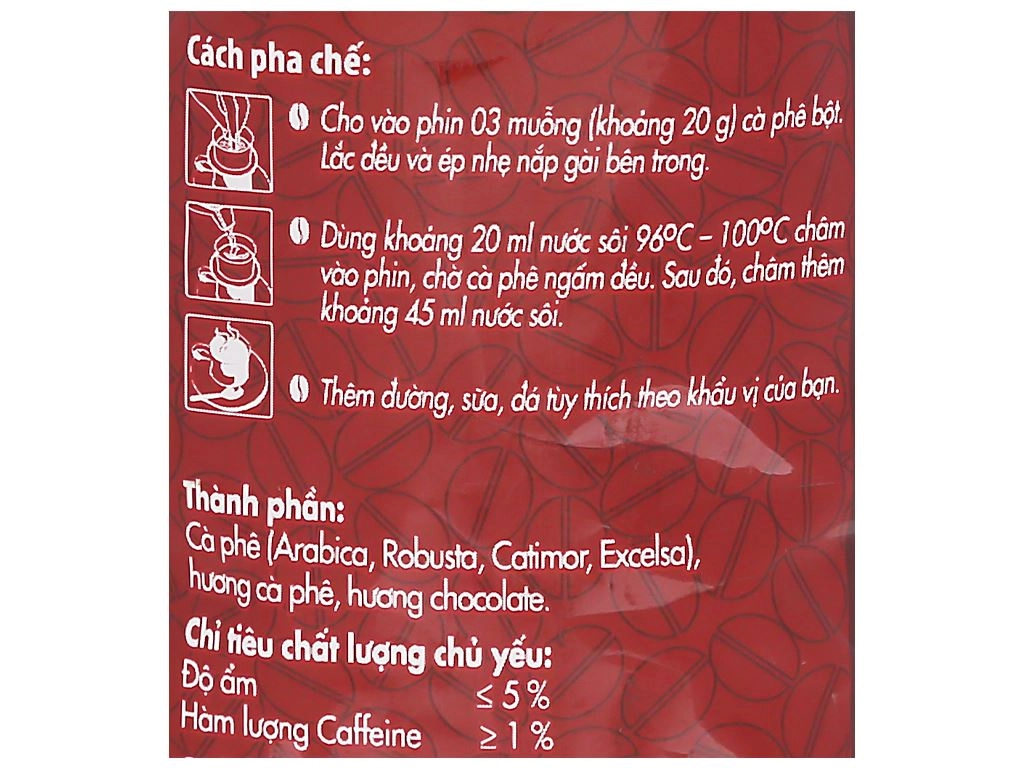 Cách pha chế:
Cho vào phin 03 muỗng (khoảng 20 g) cà phê bột.
Lắc đều và ép nhẹ nắp gài bên trong.
Dùng khoảng 20 ml nước sôi 96ºC – 100ºC châm
vào phin, chờ cà phê ngấm đều. Sau đó, châm thêm
khoảng 45 ml nước sôi.
Thêm đường, sữa, đá tùy thích theo khẩu vị của bạn.
Thành phần:
Cà phê (Arabica, Robusta, Catimor, Excelsa),
hương cà phê, hương chocolate.
Chỉ tiêu chất lượng chủ yếu:
Độ ẩm ≤ 5 %
Hàm lượng Caffeine ≥ 1 %